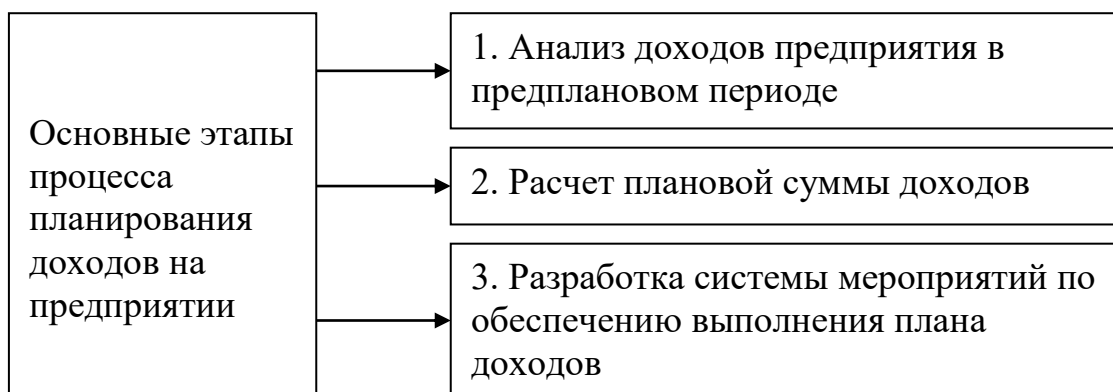 Основные этапы
процесса
планирования
доходов на
предприятии
1. Анализ доходов предприятия в
предплановом периоде
2. Расчет плановой суммы доходов
3. Разработка системы мероприятий по
обеспечению выполнения плана
доходов